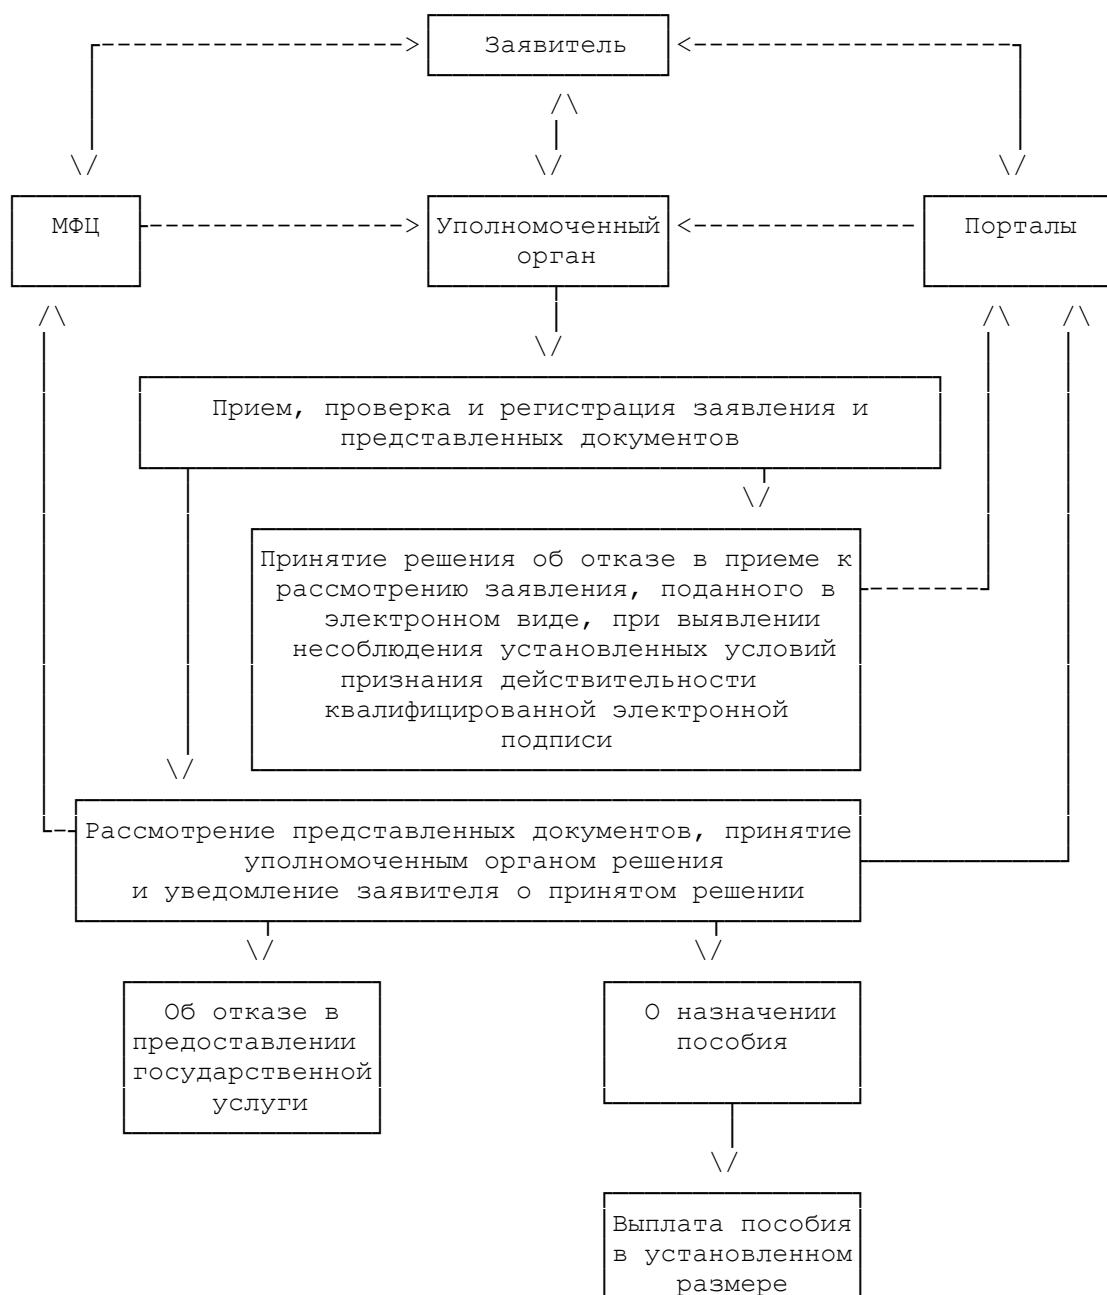 Заявитель
МФЦ
Уполномоченный
орган
Порталы
Прием, проверка и регистрация заявления и
представленных документов
Принятие решения об отказе в приеме к
рассмотрению заявления, поданного в
электронном виде, при выявлении
несоблюдения установленных условий
признания действительности
квалифицированной электронной
подписи
Рассмотрение представленных документов, принятие
уполномоченным органом решения
и уведомление заявителя о принятом решении
Об отказе в
предоставлении
государственной
услуги
О назначении
пособия
Выплата пособия
в установленном
размере